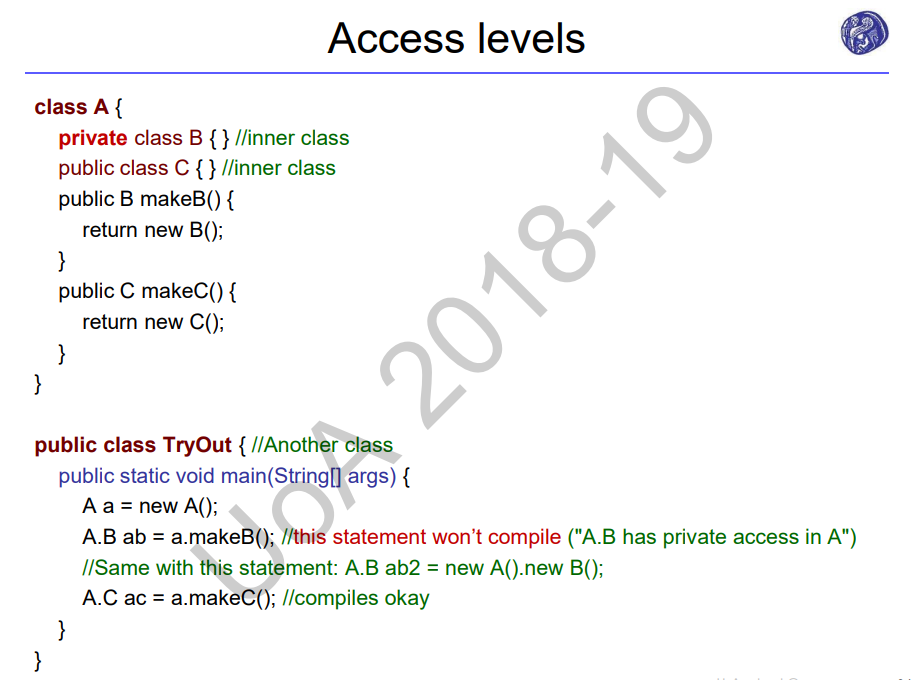 Access levels
class A {
private class B { } //inner class
public class C { } //inner class
public B makeB() {
return new B();
}
public C makeC() {
return new C();
}
}
public class TryOut { //Another class
public static void main(String[] args) {
A a = new A();
A.B ab = a.makeB(); //this statement won’t compile ("A.B has private access in A")
//Same with this statement: A.B ab2 = new A().new B();
A.C ac = a.makeC(); //compiles okay
}
}
UoA 2018-19